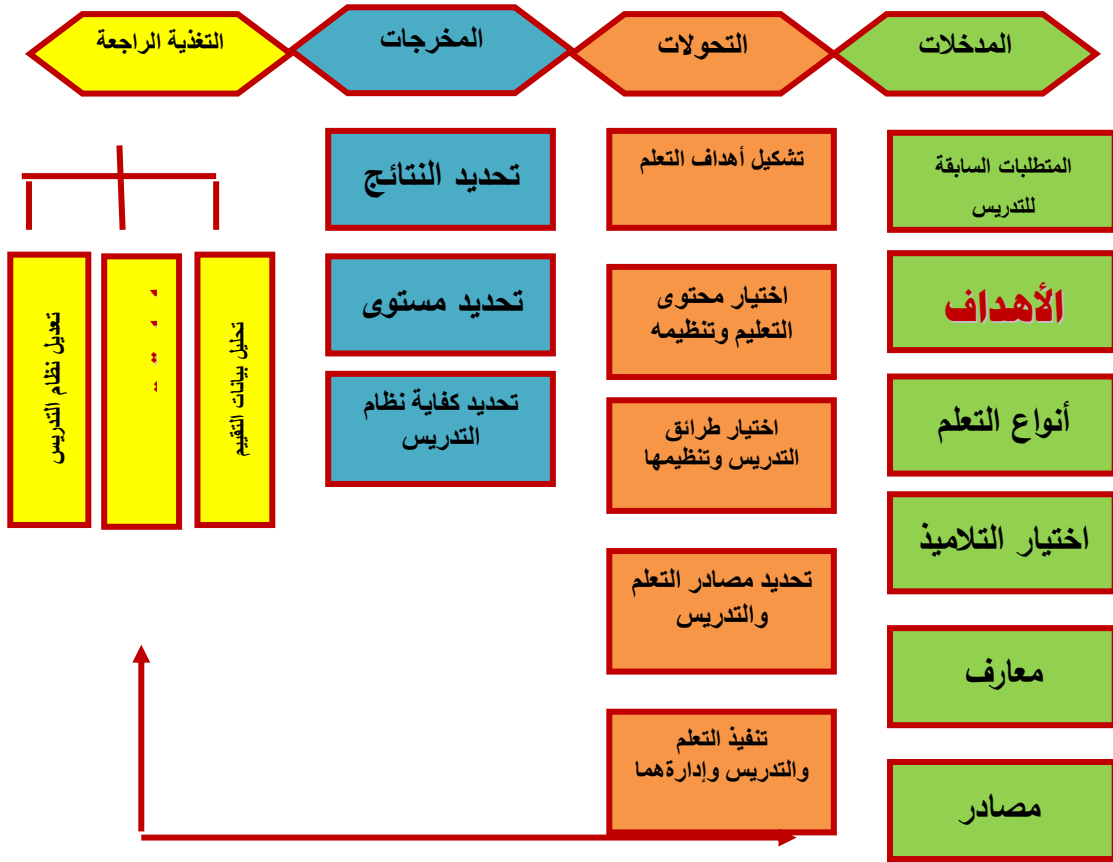 المدخلات
التحولات
المخرجات
التغذية الراجعة
المتطلبات السابقة
للتدريس
الأهداف
أنواع التعلم
اختيار التلاميذ
معارف
مصادر
تشكيل أهداف التعلم
اختيار محتوى
التعليم وتنظيمه
اختيار طرائق
التدريس وتنظيمها
تحديد مصادر التعلم
والتدريس
تنفيذ التعلم
والتدريس وإدارةهما
تحديد النتائج
تحديد مستوى
تحديد كفاية نظام
التدريس
تحليل بيانات التقييم
تعديل نظام التدريس